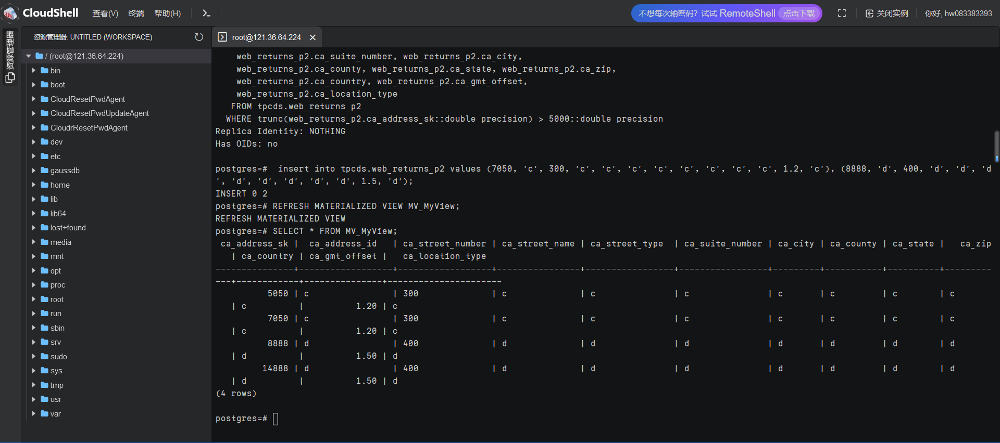 CloudShell 查看(V) 终端 帮助(H) 不想每次输密码？试试 RemoteShell 点击下载 关闭实例 你好, hw083383393
资源管理器
资源管理器: UNTITLED (WORKSPACE)
/ (root@121.36.64.224)
bin
boot
CloudResetPwdAgent
CloudResetPwdUpdateAgent
CloudrResetPwdAgent
dev
etc
gaussdb
home
lib
lib64
lost+found
media
mnt
opt
proc
root
run
sbin
srv
sudo
sys
tmp
usr
var
root@121.36.64.224
    web_returns_p2.ca_suite_number, web_returns_p2.ca_city,
    web_returns_p2.ca_county, web_returns_p2.ca_state, web_returns_p2.ca_zip,
    web_returns_p2.ca_country, web_returns_p2.ca_gmt_offset,
    web_returns_p2.ca_location_type
   FROM tpcds.web_returns_p2
  WHERE trunc(web_returns_p2.ca_address_sk::double precision) > 5000::double precision
Replica Identity: NOTHING
Has OIDs: no
postgres=#  insert into tpcds.web_returns_p2 values (7050, 'c', 300, 'c', 'c', 'c', 'c', 'c', 'c', 'c', 'c', 1.2, 'c'), (8888, 'd', 400, 'd', 'd', 'd
', 'd', 'd', 'd', 'd', 'd', 1.5, 'd');
INSERT 0 2
postgres=# REFRESH MATERIALIZED VIEW MV_MyView;
REFRESH MATERIALIZED VIEW
postgres=# SELECT * FROM MV_MyView;
 ca_address_sk |  ca_address_id   | ca_street_number | ca_street_name | ca_street_type  | ca_suite_number | ca_city | ca_county | ca_state |   ca_zip
   | ca_country | ca_gmt_offset |   ca_location_type
---------------+------------------+------------------+----------------+-----------------+-----------------+---------+-----------+----------+---------
---+------------+---------------+----------------------
          5050 | c                | 300              | c              | c               | c               | c       | c         | c        | c
   | c          |          1.20 | c
          7050 | c                | 300              | c              | c               | c               | c       | c         | c        | c
   | c          |          1.20 | c
          8888 | d                | 400              | d              | d               | d               | d       | d         | d        | d
   | d          |          1.50 | d
         14888 | d                | 400              | d              | d               | d               | d       | d         | d        | d
   | d          |          1.50 | d
(4 rows)
postgres=#